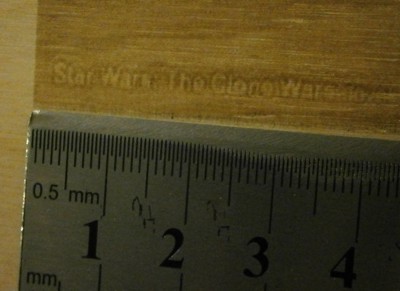 Star Wars: The Clone Wars
0.5 mm
1 2 3 4
mm